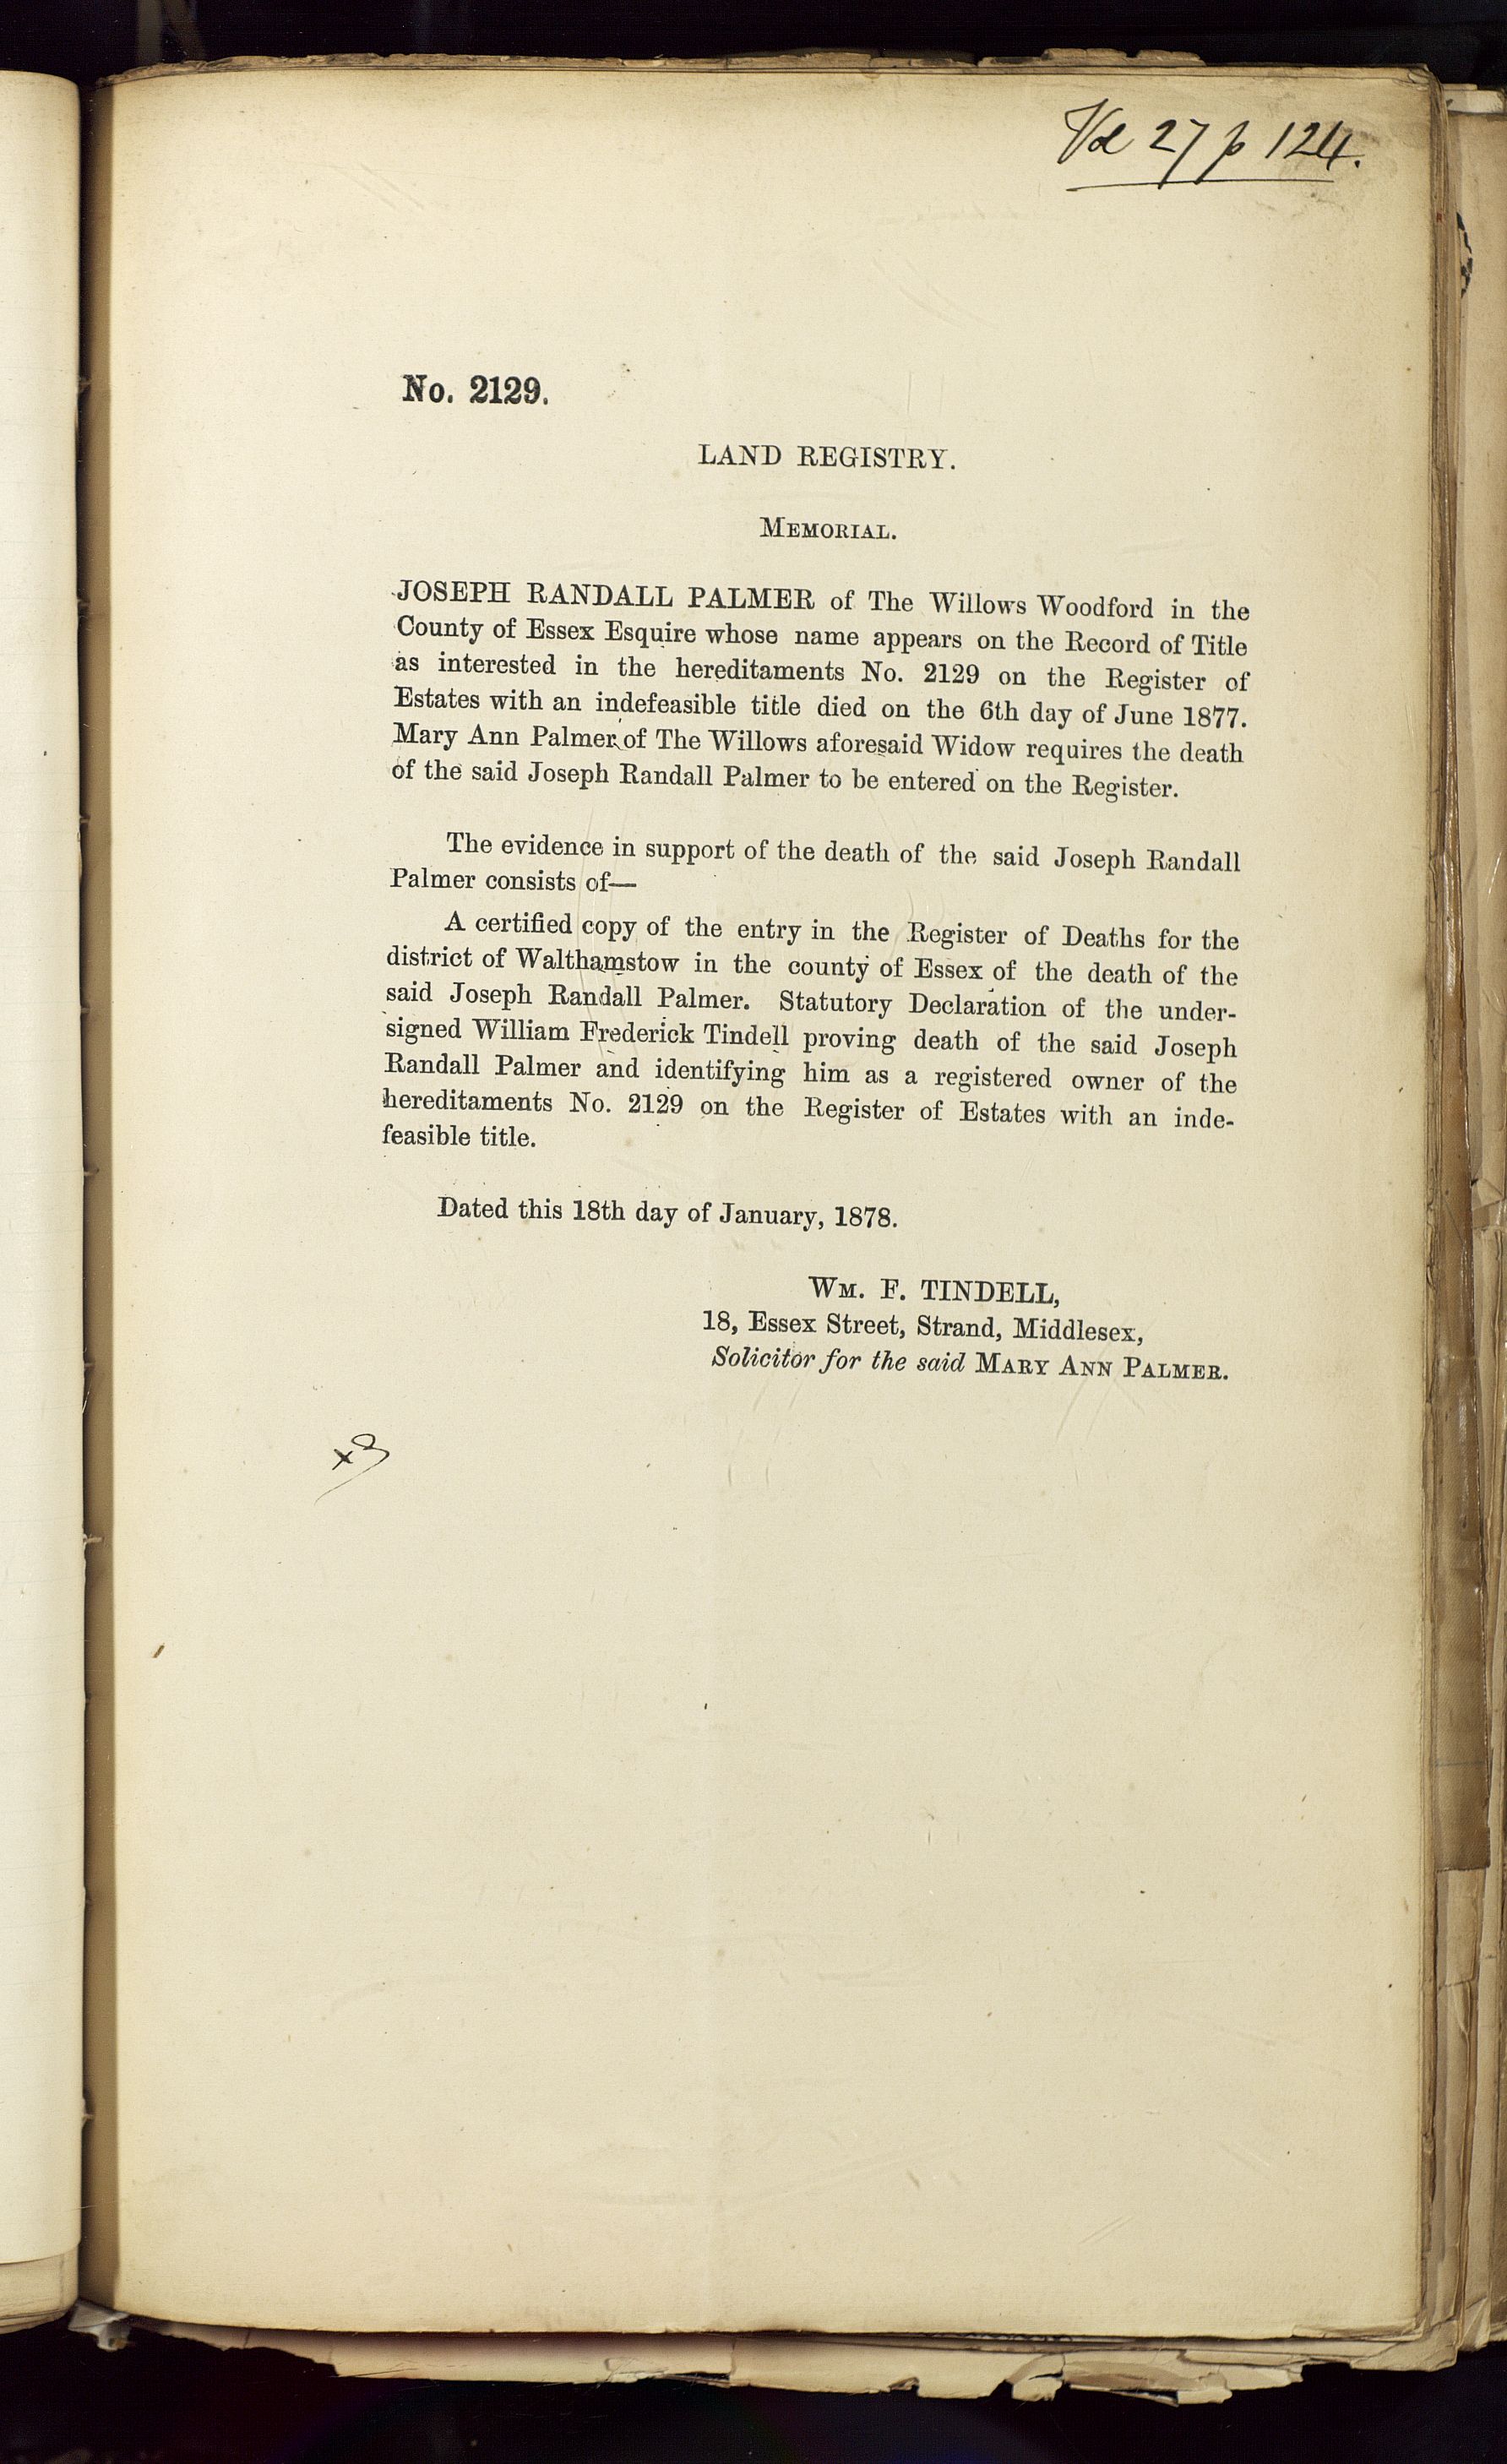 Vol 27 p 124.
No. 2129.
LAND REGISTRY.
MEMORIAL.
JOSEPH RANDALL PALMER of The Willows Woodford in the
County of Essex Esquire whose name appears on the Record of Title
as interested in the hereditaments No. 2129 on the Register of
Estates with an indefeasible title died on the 6th day of June 1877.
Mary Ann Palmer of The Willows aforesaid Widow requires the death
of the said Joseph Randall Palmer to be entered on the Register.
The evidence in support of the death of the said Joseph Randall
Palmer consists of—
A certified copy of the entry in the Register of Deaths for the
district of Walthamstow in the county of Essex of the death of the
said Joseph Randall Palmer. Statutory Declaration of the under-
signed William Frederick Tindell proving death of the said Joseph
Randall Palmer and identifying him as a registered owner of the
hereditaments No. 2129 on the Register of Estates with an inde-
feasible title.
Dated this 18th day of January, 1878.
WM. F. TINDELL,
18, Essex Street, Strand, Middlesex,
Solicitor for the said MARY ANN PALMER.